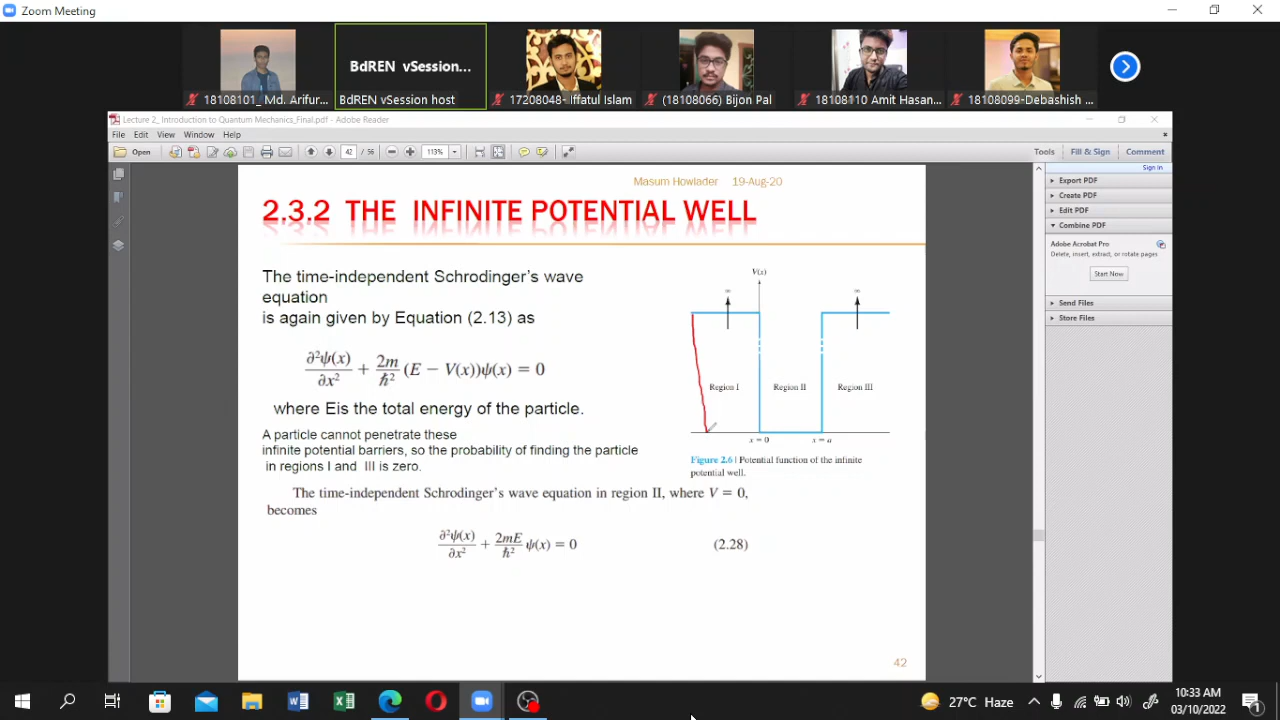 Zoom Meeting
BdREN vSession...
18108101_ Md. Arifur...
BdREN vSession host
17208048- Iffatul Islam
(18108066) Bijon Pal
18108110 Amit Hasan...
18108099-Debashish ...
Lecture 2_ Introduction to Quantum Mechanics_Final.pdf - Adobe Reader
File Edit View Window Help
Open 42 / 56 113% Tools Fill & Sign Comment
Sign In
Export PDF
Create PDF
Edit PDF
Combine PDF
Adobe Acrobat Pro
Delete, insert, extract, or rotate pages
Start Now
Send Files
Store Files
Masum Howlader 19-Aug-20
2.3.2 THE INFINITE POTENTIAL WELL
The time-independent Schrodinger's wave
equation
is again given by Equation (2.13) as
∂²ψ(x)/∂x² + 2m/ħ² (E − V(x))ψ(x) = 0
where Eis the total energy of the particle.
A particle cannot penetrate these
infinite potential barriers, so the probability of finding the particle
in regions I and III is zero.
V(x)
∞ ∞
Region I Region II Region III
x = 0 x = a
Figure 2.6 | Potential function of the infinite
potential well.
The time-independent Schrodinger's wave equation in region II, where V = 0,
becomes
∂²ψ(x)/∂x² + 2mE/ħ² ψ(x) = 0 (2.28)
42
27°C Haze
10:33 AM
03/10/2022
1